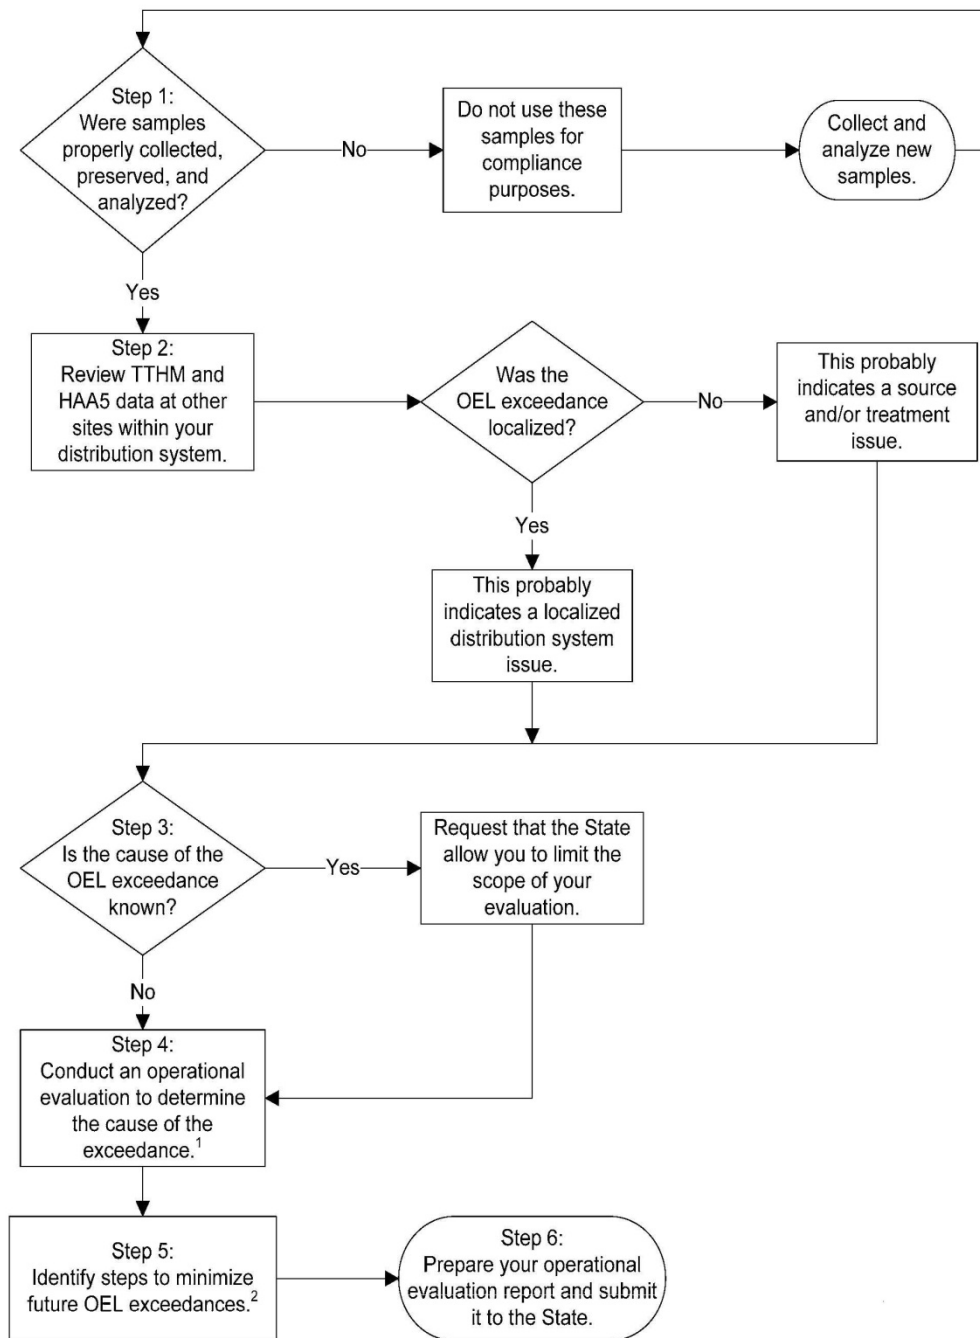 Step 1:
Were samples
properly collected,
preserved, and
analyzed?
No
Do not use these
samples for
compliance
purposes.
Collect and
analyze new
samples.
Yes
Step 2:
Review TTHM and
HAA5 data at other
sites within your
distribution system.
Was the
OEL exceedance
localized?
No
This probably
indicates a source
and/or treatment
issue.
Yes
This probably
indicates a localized
distribution system
issue.
Step 3:
Is the cause of the
OEL exceedance
known?
Yes
Request that the State
allow you to limit the
scope of your
evaluation.
No
Step 4:
Conduct an operational
evaluation to determine
the cause of the
exceedance.1
Step 5:
Identify steps to minimize
future OEL exceedances.2
Step 6:
Prepare your operational
evaluation report and submit
it to the State.